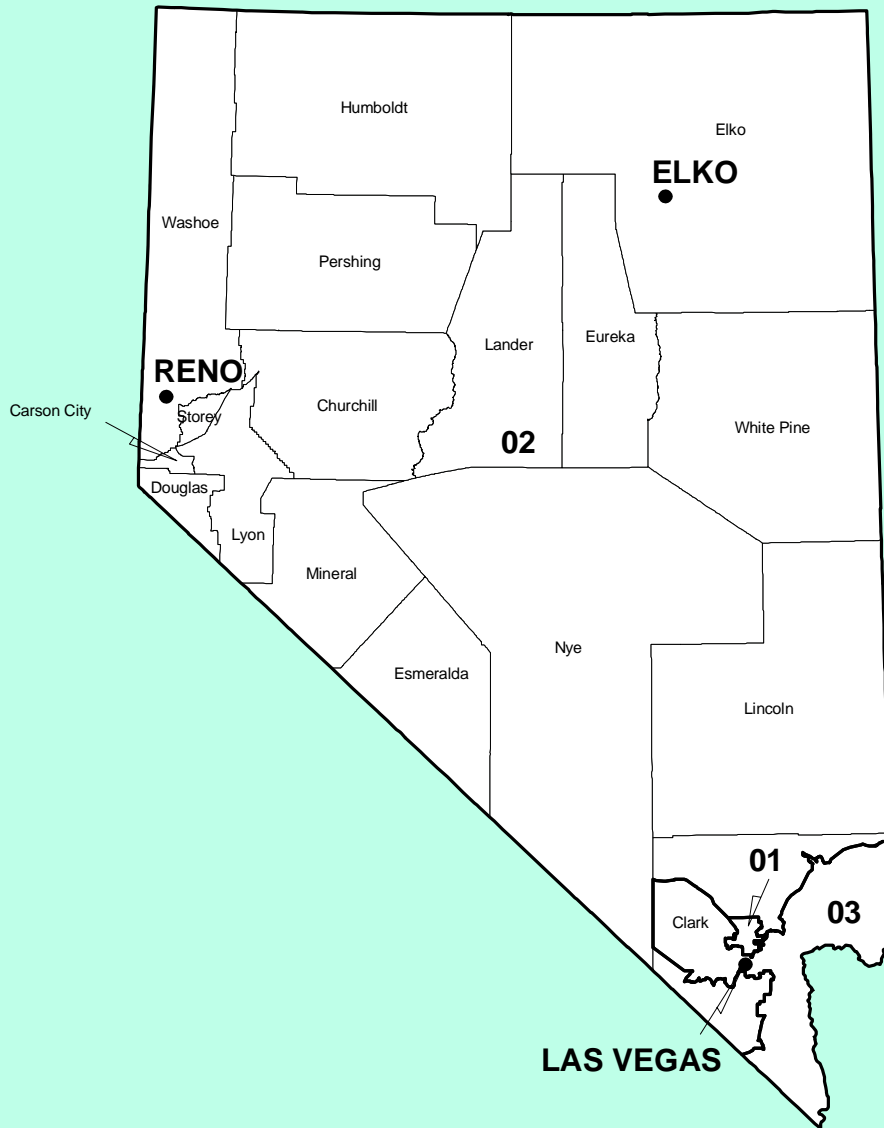 Humboldt
Elko
ELKO
Washoe
Pershing
Lander
Eureka
RENO
Carson City
Storey
Churchill
02
White Pine
Douglas
Lyon
Mineral
Nye
Esmeralda
Lincoln
01
03
Clark
LAS VEGAS